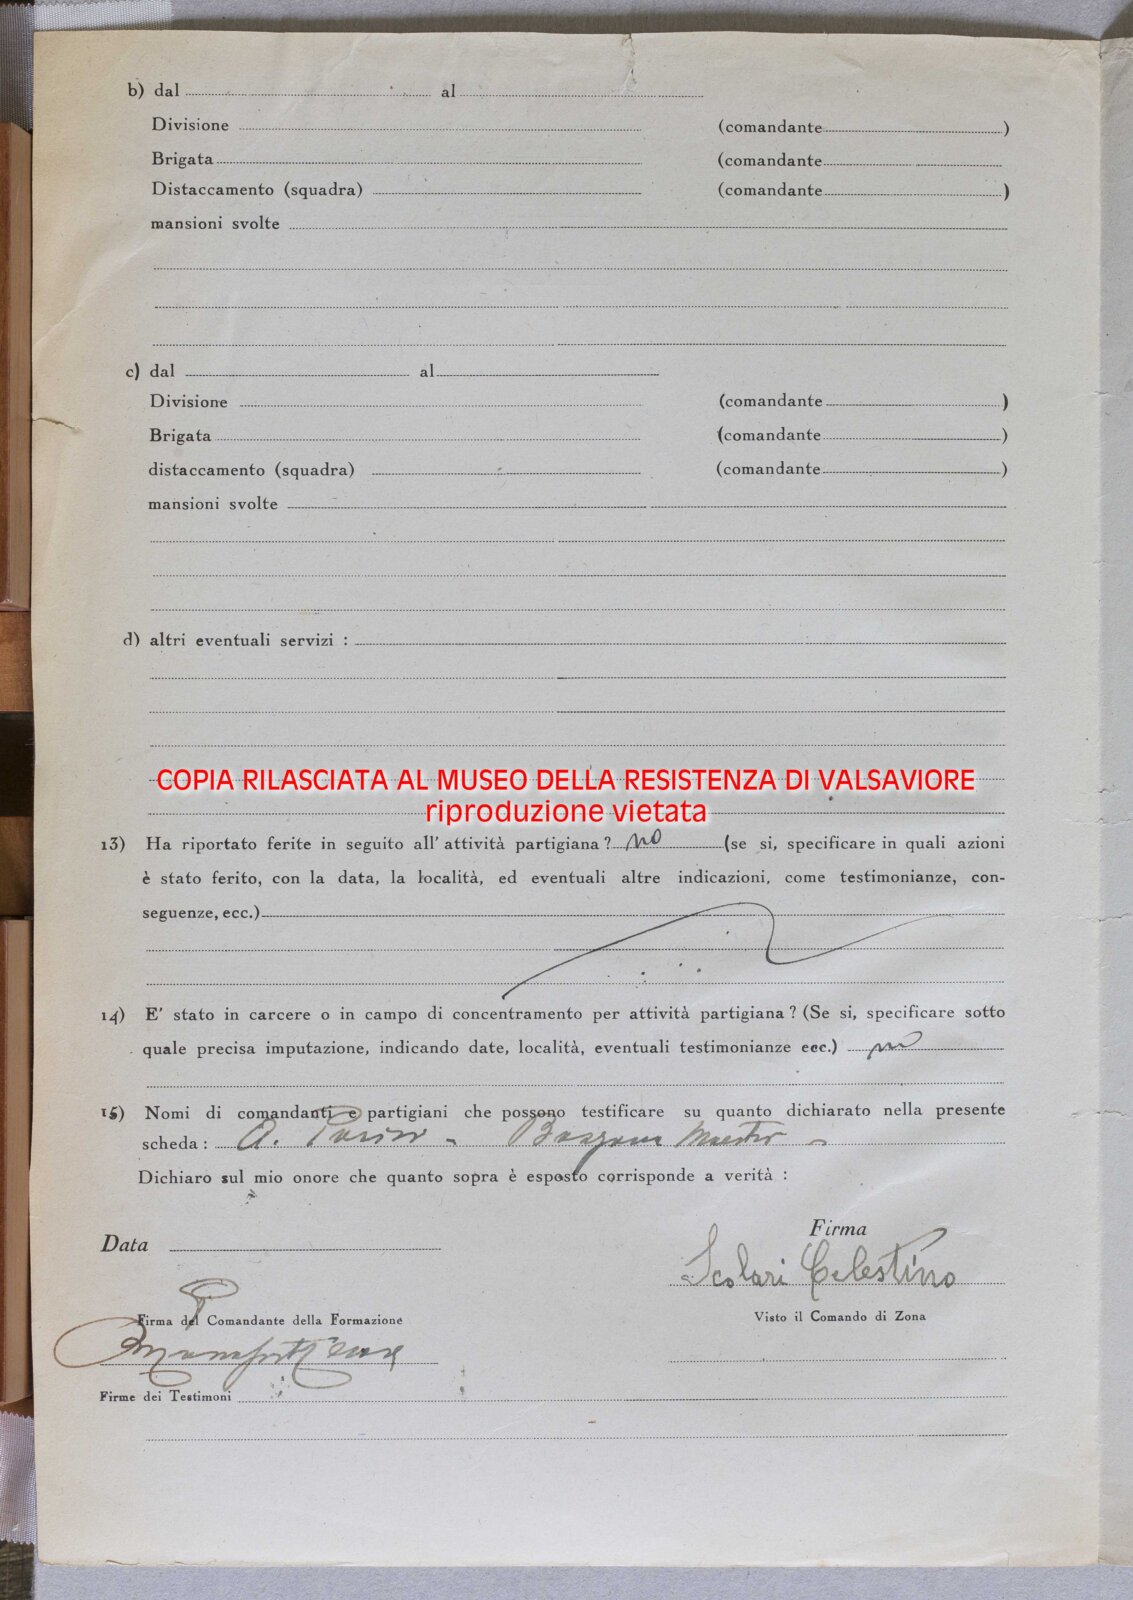 b) dal al
Divisione (comandante )
Brigata (comandante
Distaccamento (squadra) (comandante )
mansioni svolte
c) dal al
Divisione (comandante )
Brigata (comandante )
distaccamento (squadra) (comandante )
mansioni svolte
d) altri eventuali servizi :
COPIA RILASCIATA AL MUSEO DELLA RESISTENZA DI VALSAVIORE
riproduzione vietata
13) Ha riportato ferite in seguito all' attività partigiana ? no (se si, specificare in quali azioni
è stato ferito, con la data, la località, ed eventuali altre indicazioni, come testimonianze, con-
seguenze, ecc.)
14) E' stato in carcere o in campo di concentramento per attività partigiana ? (Se si, specificare sotto
quale precisa imputazione, indicando date, località, eventuali testimonianze ecc.) no
15) Nomi di comandanti e partigiani che possono testificare su quanto dichiarato nella presente
scheda : A. -
Dichiaro sul mio onore che quanto sopra è esposto corrisponde a verità :
Firma
Data
Scolari Celestino
Firma del Comandante della Formazione
Visto il Comando di Zona
Firme dei Testimoni